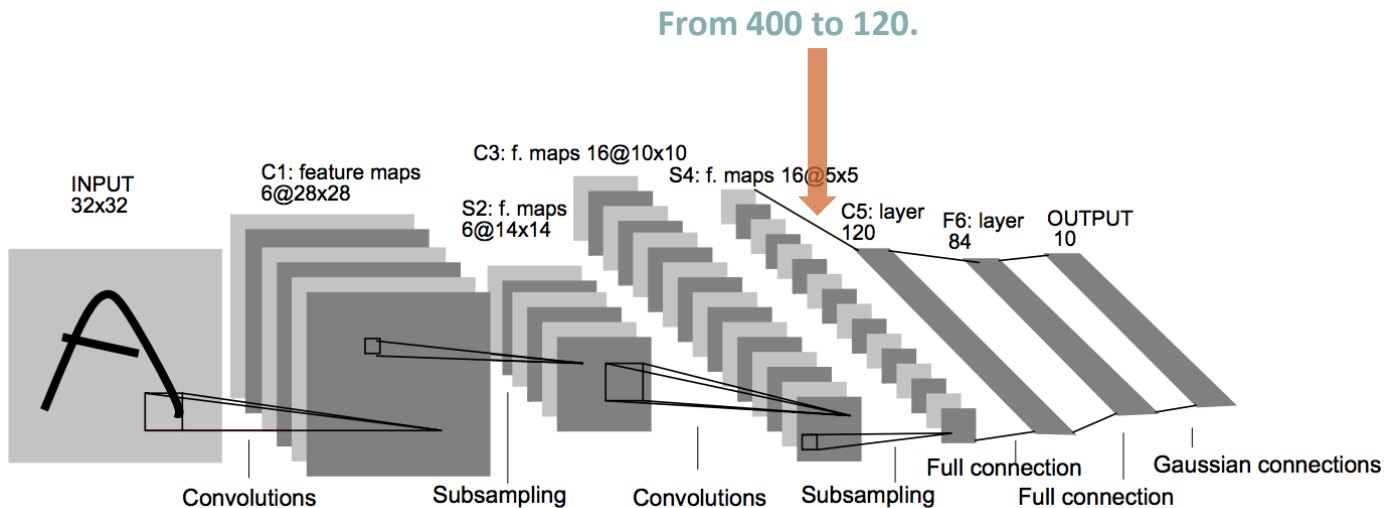 From 400 to 120.
INPUT
32x32
C1: feature maps
6@28x28
S2: f. maps
6@14x14
C3: f. maps 16@10x10
S4: f. maps 16@5x5
C5: layer
120
F6: layer
84
OUTPUT
10
Convolutions
Subsampling
Convolutions
Subsampling
Full connection
Full connection
Gaussian connections